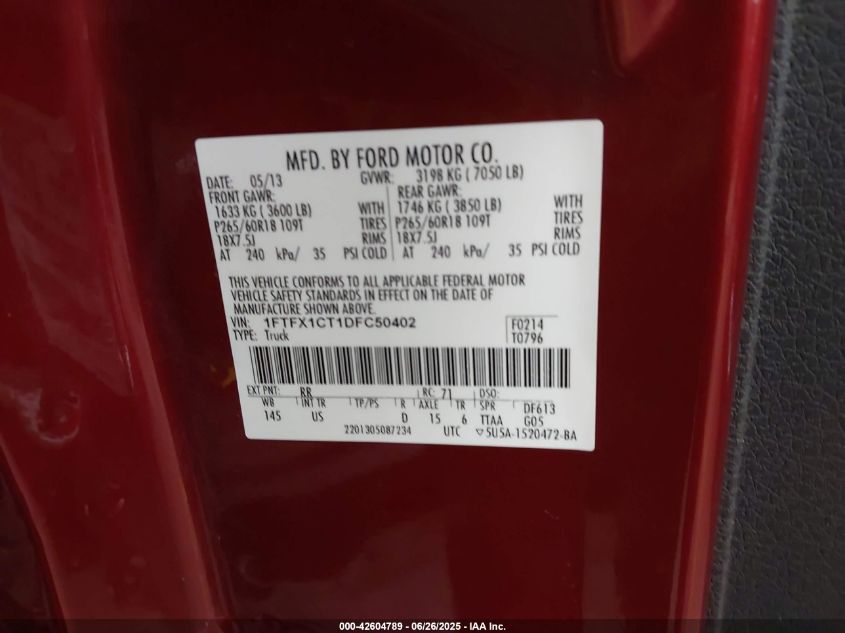 MFD. BY FORD MOTOR CO.
DATE: 05/13 GVWR: 3198 KG ( 7050 LB)
FRONT GAWR: REAR GAWR:
1633 KG ( 3600 LB) WITH 1746 KG ( 3850 LB) WITH
P265/60R18 109T TIRES P265/60R18 109T TIRES
18X7.5J RIMS 18X7.5J RIMS
AT 240 kPa/ 35 PSI COLD AT 240 kPa/ 35 PSI COLD
THIS VEHICLE CONFORMS TO ALL APPLICABLE FEDERAL MOTOR
VEHICLE SAFETY STANDARDS IN EFFECT ON THE DATE OF
MANUFACTURE SHOWN ABOVE.
VIN: 1FTFX1CT1DFC50402 F0214
TYPE: Truck T0796
EXT PNT: RR RC: 71 DSO:
WB INT TR TP/PS R AXLE TR SPR DF613
145 US D 15 6 TTAA G05
2201305087234 UTC ▽5U5A-1520472-BA
000-42604789 - 06/26/2025 - IAA Inc.